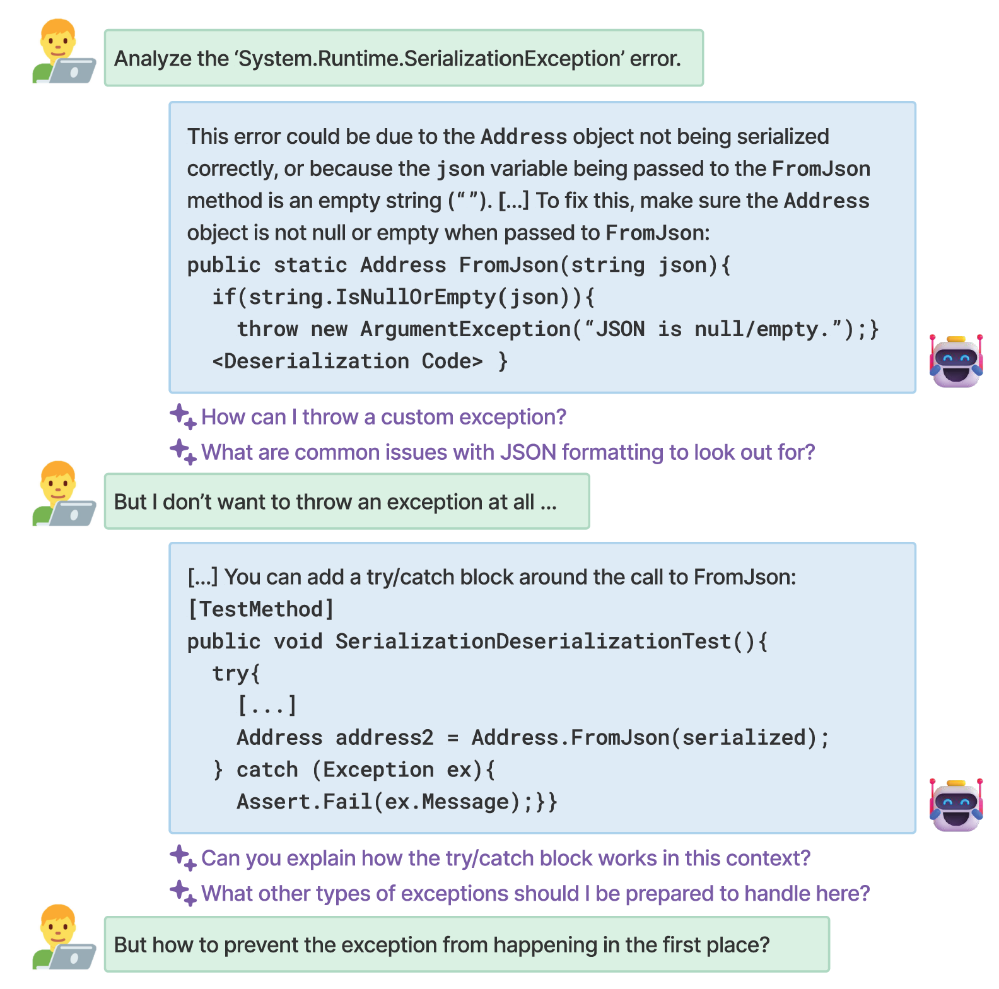 Analyze the ‘System.Runtime.SerializationException’ error.
This error could be due to the Address object not being serialized
correctly, or because the json variable being passed to the FromJson
method is an empty string (“ ”). [...] To fix this, make sure the Address
object is not null or empty when passed to FromJson:
public static Address FromJson(string json){
if(string.IsNullOrEmpty(json)){
throw new ArgumentException(“JSON is null/empty.”);}
<Deserialization Code> }
How can I throw a custom exception?
What are common issues with JSON formatting to look out for?
But I don’t want to throw an exception at all ...
[...] You can add a try/catch block around the call to FromJson:
[TestMethod]
public void SerializationDeserializationTest(){
try{
[...]
Address address2 = Address.FromJson(serialized);
} catch (Exception ex){
Assert.Fail(ex.Message);}}
Can you explain how the try/catch block works in this context?
What other types of exceptions should I be prepared to handle here?
But how to prevent the exception from happening in the first place?